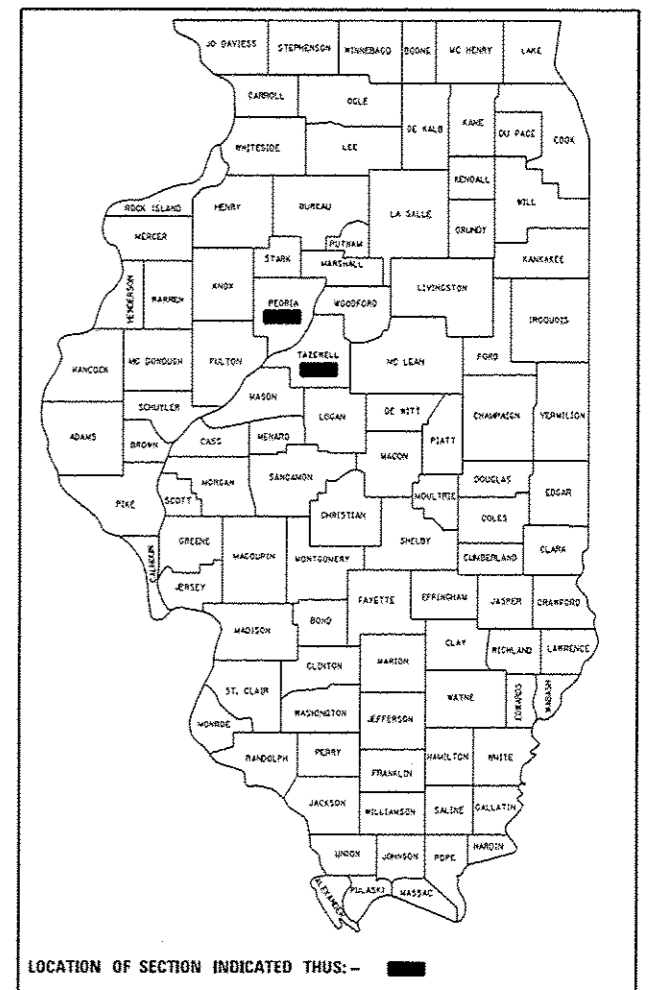 JO DAVIESS STEPHENSON WINNEBAGO BOONE MC HENRY LAKE
CARROLL OGLE DE KALB KANE DU PAGE COOK
WHITESIDE LEE
KENDALL
ROCK ISLAND HENRY BUREAU LA SALLE WILL
MERCER PUTNAM GRUNDY
STARK MARSHALL KANKAKEE
HENDERSON WARREN KNOX PEORIA WOODFORD LIVINGSTON IROQUOIS
HANCOCK MC DONOUGH FULTON TAZEWELL MC LEAN FORD
MASON
SCHUYLER LOGAN DE WITT CHAMPAIGN VERMILION
ADAMS BROWN CASS MENARD PIATT
MACON
MORGAN SANGAMON DOUGLAS
PIKE SCOTT CHRISTIAN MOULTRIE EDGAR
COLES
GREENE SHELBY
CALHOUN MACOUPIN MONTGOMERY CUMBERLAND CLARK
JERSEY
FAYETTE EFFINGHAM JASPER CRAWFORD
MADISON BOND
CLAY RICHLAND LAWRENCE
CLINTON MARION
ST. CLAIR WAYNE EDWARDS WABASH
WASHINGTON JEFFERSON
MONROE
RANDOLPH PERRY HAMILTON WHITE
FRANKLIN
JACKSON WILLIAMSON SALINE GALLATIN
UNION JOHNSON POPE HARDIN
ALEXANDER PULASKI MASSAC
LOCATION OF SECTION INDICATED THUS: -